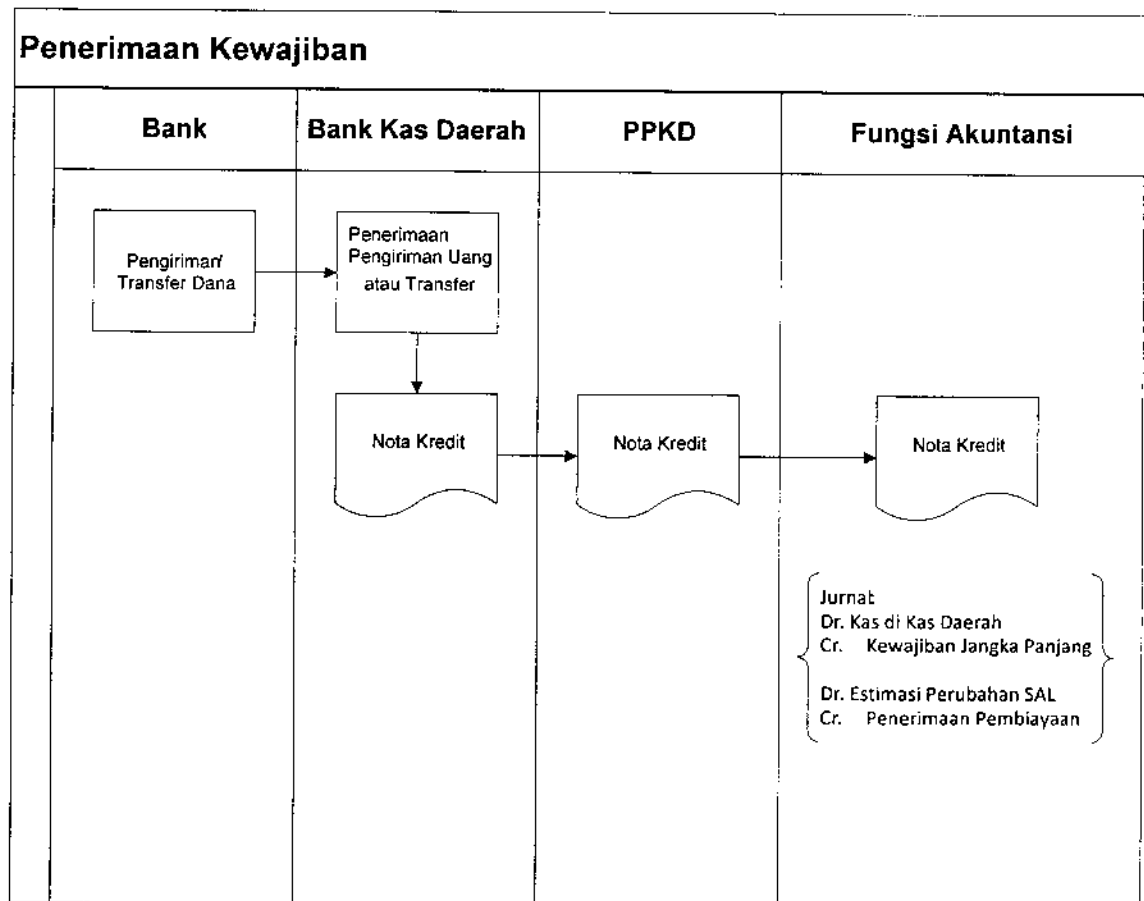 Penerimaan Kewajiban
Bank
Bank Kas Daerah
PPKD
Fungsi Akuntansi
Pengiriman/
Transfer Dana
Penerimaan
Pengiriman Uang
atau Transfer
Nota Kredit
Nota Kredit
Nota Kredit
Jurnal:
Dr. Kas di Kas Daerah
Cr. Kewajiban Jangka Panjang
Dr. Estimasi Perubahan SAL
Cr. Penerimaan Pembiayaan